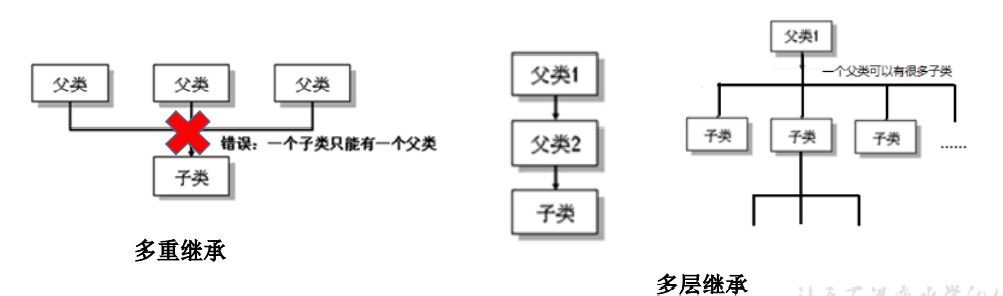 父类 父类 父类
错误：一个子类只能有一个父类
子类
多重继承
父类1
父类2
子类
父类1
一个父类可以有很多子类
子类 子类 子类 ......
多层继承